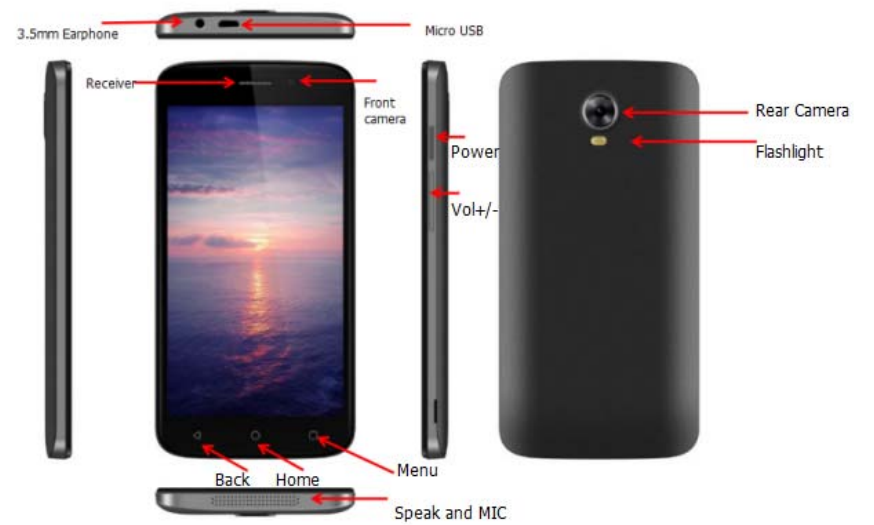 3.5mm Earphone
Micro USB
Receiver
Front
camera
Power
Vol+/-
Rear Camera
Flashlight
Back
Home
Menu
Speak and MIC